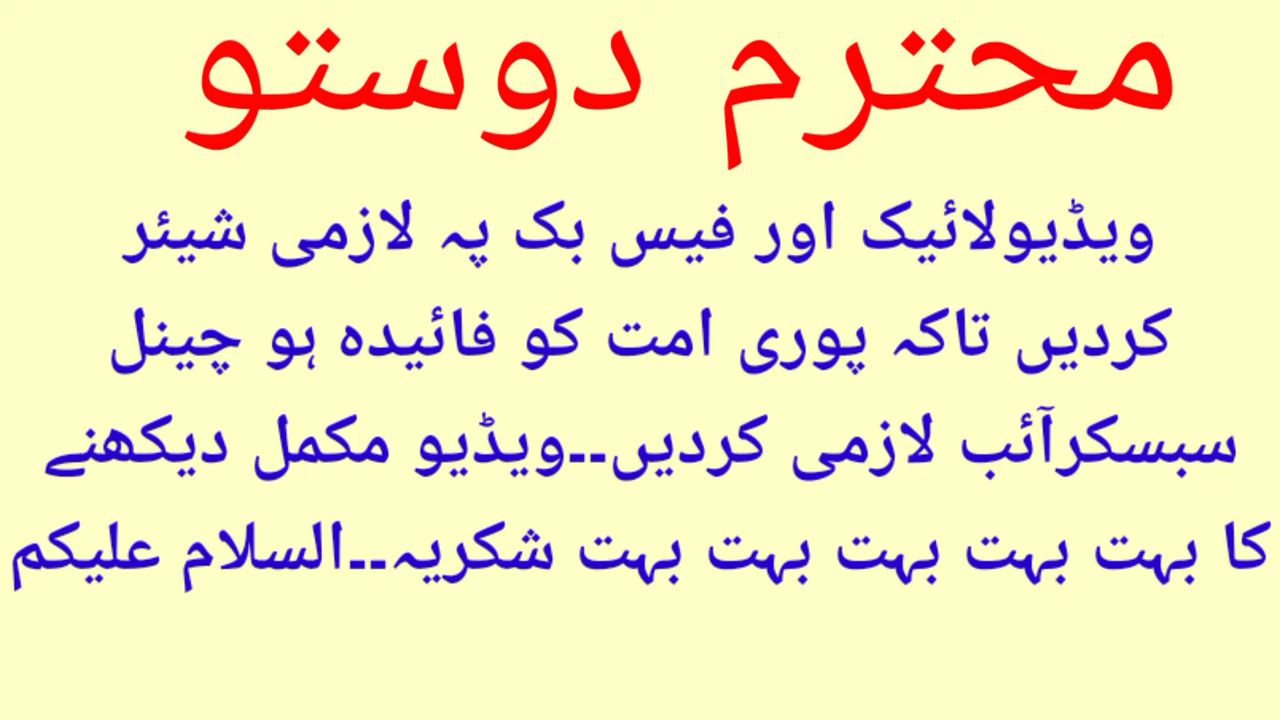 محترم دوستو
ویڈیولائیک اور فیس بک پہ لازمی شیئر
کردیں تاکہ پوری امت کو فائیدہ ہو چینل
سبسکرآئب لازمی کردیں۔۔ویڈیو مکمل دیکھنے
کا بہت بہت بہت بہت بہت شکریہ۔۔السلام علیکم